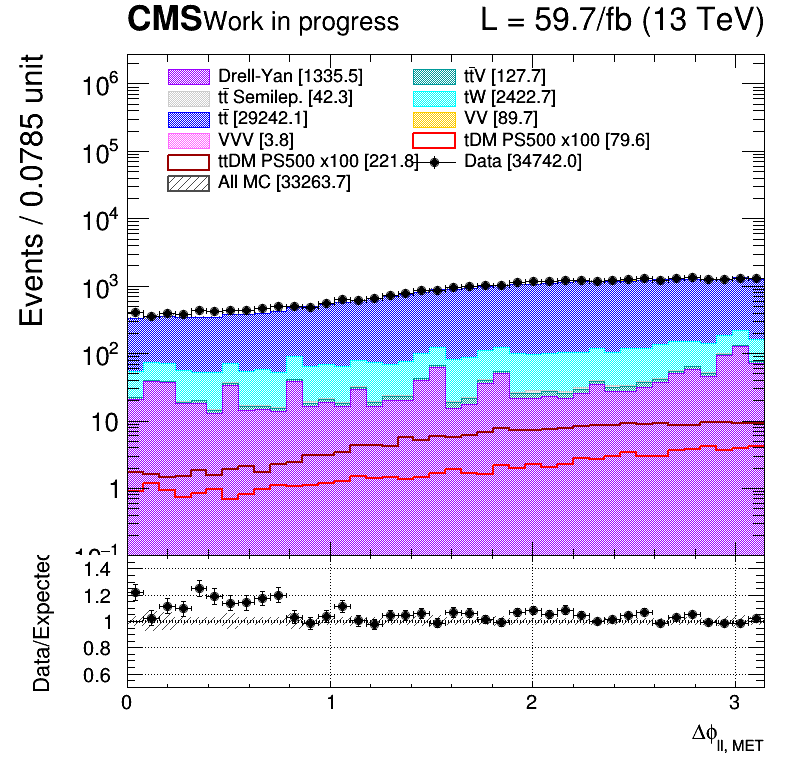 CMS Work in progress L = 59.7/fb (13 TeV)
Events / 0.0785 unit
Drell-Yan [1335.5] tt̄V [127.7]
tt̄ Semilep. [42.3] tW [2422.7]
tt̄ [29242.1] VV [89.7]
VVV [3.8] tDM PS500 x100 [79.6]
ttDM PS500 x100 [221.8] Data [34742.0]
All MC [33263.7]
10⁶
10⁵
10⁴
10³
10²
10
1
10⁻¹
Data/Expected
1.4
1.2
1
0.8
0.6
0 1 2 3
Δϕ_ll, MET